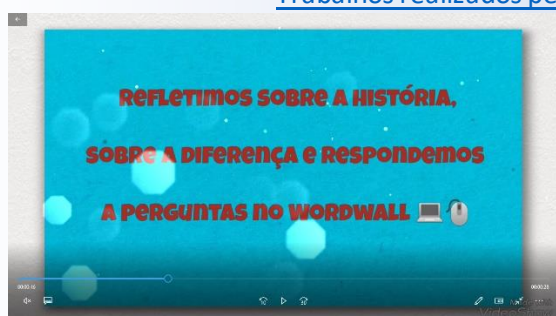 Trabalhos realizados pe
REFLETIMOS SOBRE A HISTÓRIA,
SOBRE A DIFERENÇA E RESPONDEMOS
A PERGUNTAS NO WORDWALL